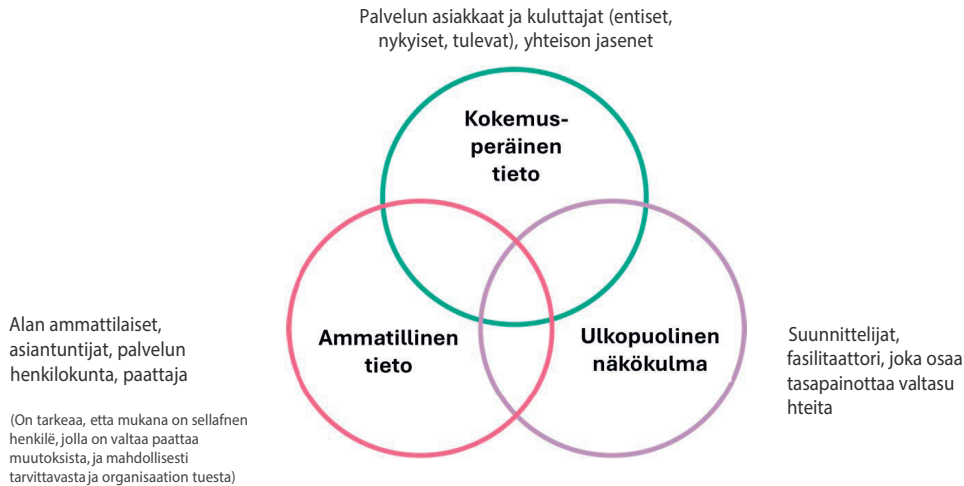 Palvelun asiakkaat ja kuluttajat (entiset,
nykyiset, tulevat), yhteison jasenet
Kokemus-
peräinen
tieto
Ammatillinen
tieto
Ulkopuolinen
näkökulma
Alan ammattilaiset,
asiantuntijat, palvelun
henkilokunta, paattaja
(On tarkeaa, etta mukana on sellafnen
henkilë, jolla on valtaa paattaa
muutoksista, ja mahdollisesti
tarvittavasta ja organisaation tuesta)
Suunnittelijat,
fasilitaattori, joka osaa
tasapainottaa valtasu
hteita